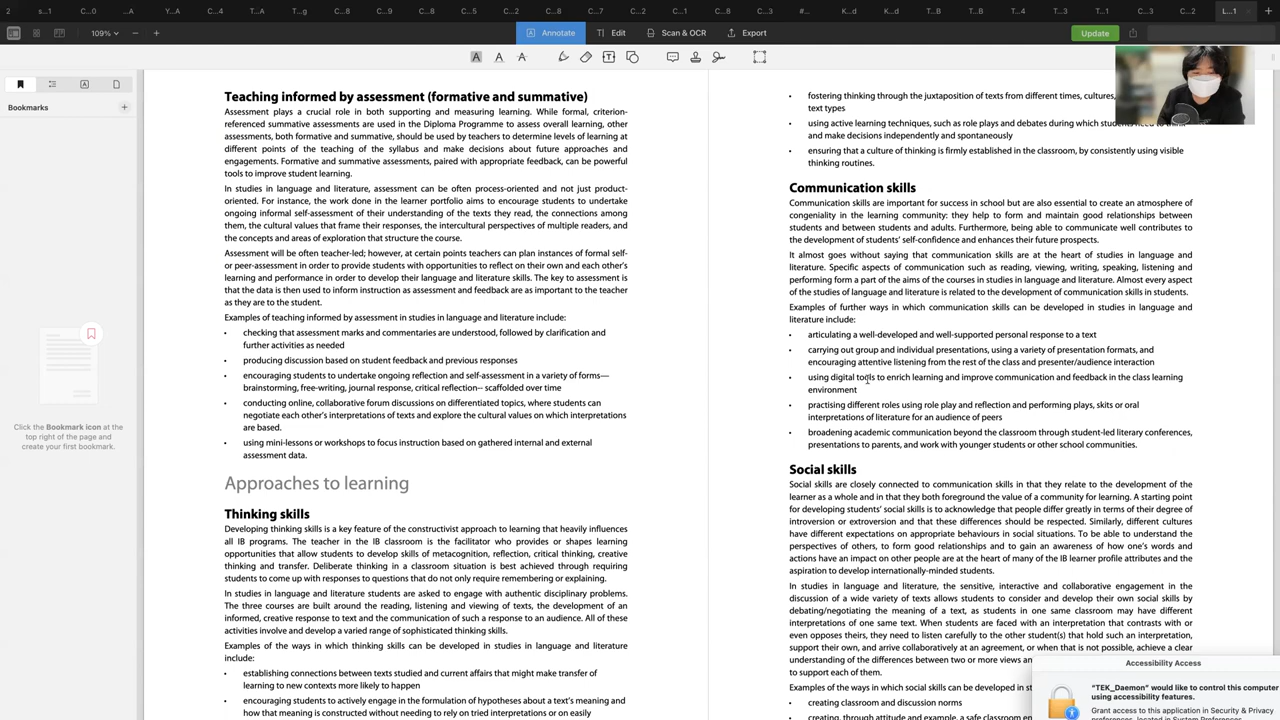 2 s...1 ...A Y...A C...4 T...g S...0 d...f C...2 C...1 C...8 C...3 #... K...d T...0 T...4 T...1 E...3 C...3 C...2 L...1
109% Annotate Edit Scan & OCR Export Update
Bookmarks
Click the Bookmark icon at the
top right of the page and
create your first bookmark.
Teaching informed by assessment (formative and summative)
Assessment plays a crucial role in both supporting and measuring learning. While formal, criterion-
referenced summative assessments are used in the Diploma Programme to assess overall learning, other
assessments, both formative and summative, should be used by teachers to determine levels of learning at
different points of the teaching of the syllabus and make decisions about future approaches and
engagements. Formative and summative assessments, paired with appropriate feedback, can be powerful
tools to improve student learning.
In studies in language and literature, assessment can be often process-oriented and not just product-
oriented. For instance, the work done in the learner portfolio aims to encourage students to undertake
ongoing informal self-assessment of their understanding of the texts they read, the connections among
them, the cultural values that frame their responses, the intercultural perspectives of multiple readers, and
the concepts and areas of exploration that structure the course.
Assessment will be often teacher-led; however, at certain points teachers can plan instances of formal self-
or peer-assessment in order to provide students with opportunities to reflect on their own and each other's
learning and performance in order to develop their language and literature skills. The key to assessment is
that the data is then used to inform instruction as assessment and feedback are as important to the teacher
as they are to the student.
Examples of teaching informed by assessment in studies in language and literature include:
• checking that assessment marks and commentaries are understood, followed by clarification and
further activities as needed
• producing discussion based on student feedback and previous responses
• encouraging students to undertake ongoing reflection and self-assessment in a variety of forms—
brainstorming, free-writing, journal response, critical reflection-- scaffolded over time
• conducting online, collaborative forum discussions on differentiated topics, where students can
negotiate each other's interpretations of texts and explore the cultural values on which interpretations
are based.
• using mini-lessons or workshops to focus instruction based on gathered internal and external
assessment data.
Approaches to learning
Thinking skills
Developing thinking skills is a key feature of the constructivist approach to learning that heavily influences
all IB programs. The teacher in the IB classroom is the facilitator who provides or shapes learning
opportunities that allow students to develop skills of metacognition, reflection, critical thinking, creative
thinking and transfer. Deliberate thinking in a classroom situation is best achieved through requiring
students to come up with responses to questions that do not only require remembering or explaining.
In studies in language and literature students are asked to engage with authentic disciplinary problems.
The three courses are built around the reading, listening and viewing of texts, the development of an
informed, creative response to text and the communication of such a response to an audience. All of these
activities involve and develop a varied range of sophisticated thinking skills.
Examples of the ways in which thinking skills can be developed in studies in language and literature
include:
• establishing connections between texts studied and current affairs that might make transfer of
learning to new contexts more likely to happen
• encouraging students to actively engage in the formulation of hypotheses about a text's meaning and
how that meaning is constructed without needing to rely on tried interpretations or on easily
• fostering thinking through the juxtaposition of texts from different times, cultures,
text types
• using active learning techniques, such as role plays and debates during which students need to think
and make decisions independently and spontaneously
• ensuring that a culture of thinking is firmly established in the classroom, by consistently using visible
thinking routines.
Communication skills
Communication skills are important for success in school but are also essential to create an atmosphere of
congeniality in the learning community: they help to form and maintain good relationships between
students and between students and adults. Furthermore, being able to communicate well contributes to
the development of students' self-confidence and enhances their future prospects.
It almost goes without saying that communication skills are at the heart of studies in language and
literature. Specific aspects of communication such as reading, viewing, writing, speaking, listening and
performing form a part of the aims of the courses in studies in language and literature. Almost every aspect
of the studies of language and literature is related to the development of communication skills in students.
Examples of further ways in which communication skills can be developed in studies in language and
literature include:
• articulating a well-developed and well-supported personal response to a text
• carrying out group and individual presentations, using a variety of presentation formats, and
encouraging attentive listening from the rest of the class and presenter/audience interaction
• using digital tools to enrich learning and improve communication and feedback in the class learning
environment
• practising different roles using role play and reflection and performing plays, skits or oral
interpretations of literature for an audience of peers
• broadening academic communication beyond the classroom through student-led literary conferences,
presentations to parents, and work with younger students or other school communities.
Social skills
Social skills are closely connected to communication skills in that they relate to the development of the
learner as a whole and in that they both foreground the value of a community for learning. A starting point
for developing students' social skills is to acknowledge that people differ greatly in terms of their degree of
introversion or extroversion and that these differences should be respected. Similarly, different cultures
have different expectations on appropriate behaviours in social situations. To be able to understand the
perspectives of others, to form good relationships and to gain an awareness of how one's words and
actions have an impact on other people are at the heart of many of the IB learner profile attributes and the
aspiration to develop internationally-minded students.
In studies in language and literature, the sensitive, interactive and collaborative engagement in the
discussion of a wide variety of texts allows students to consider and develop their own social skills by
debating/negotiating the meaning of a text, as students in one same classroom may have different
interpretations of one same text. When students are faced with an interpretation that contrasts with or
even opposes theirs, they need to listen carefully to the other student(s) that hold such an interpretation,
support their own, and arrive collaboratively at an agreement, or when that is not possible, achieve a clear
understanding of the differences between two or more views an
to support each of them.
Examples of the ways in which social skills can be developed in st
• creating classroom and discussion norms
• creating, through attitude and example, a safe classroom en
Accessibility Access
"TEK_Daemon" would like to control this computer
using accessibility features.
Grant access to this application in Security & Privacy
preferences, located in System Preferences.